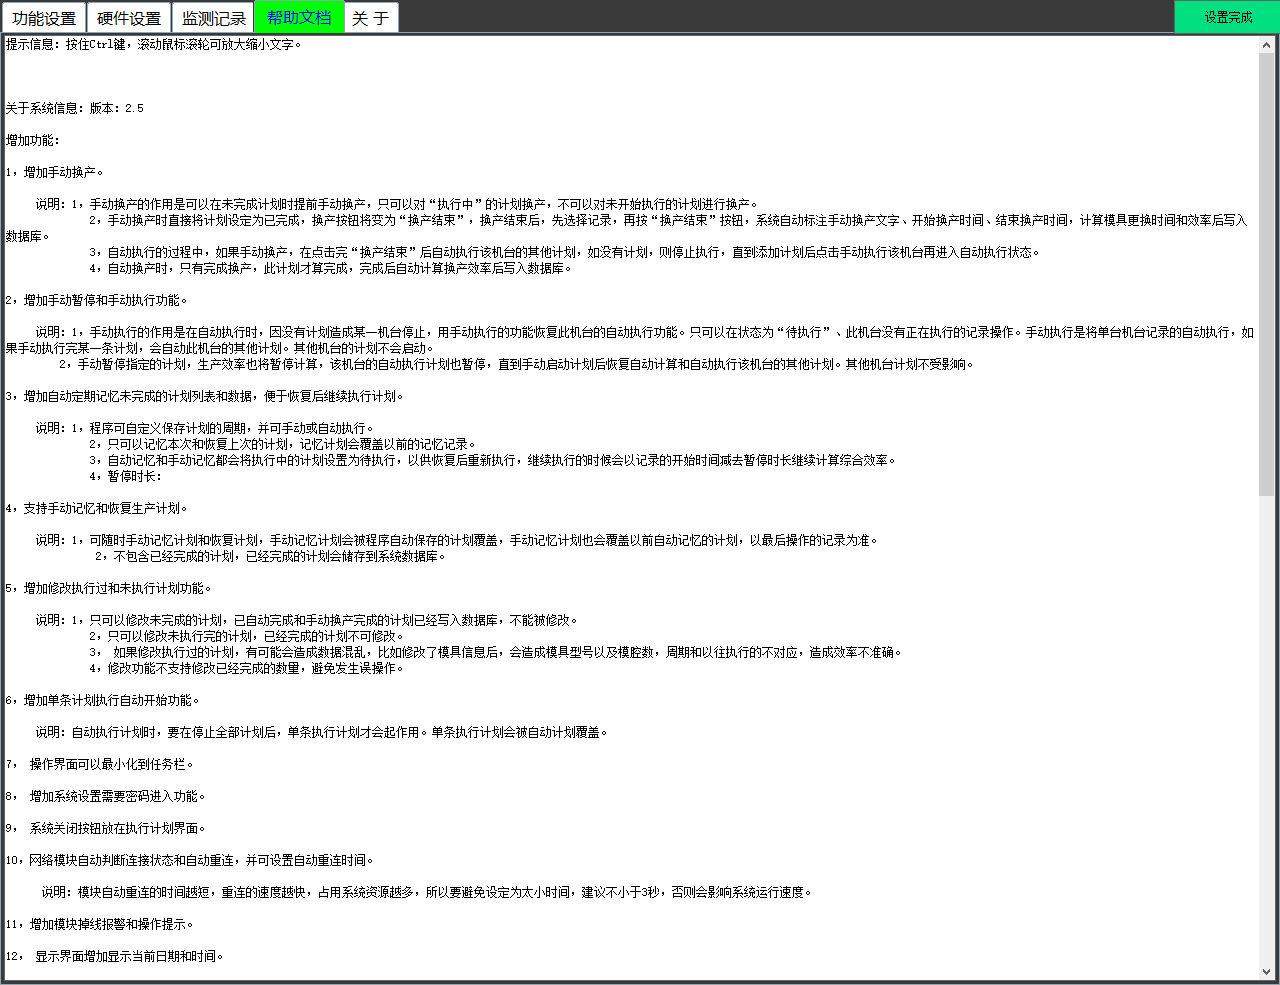 功能设置 硬件设置 监测记录 帮助文档 关 于 设置完成
提示信息：按住Ctrl键，滚动鼠标滚轮可放大缩小文字。
关于系统信息：版本：2.5
增加功能：
1，增加手动换产。
说明：1，手动换产的作用是可以在未完成计划时提前手动换产，只可以对“执行中”的计划换产，不可以对未开始执行的计划进行换产。
2，手动换产时直接将计划设定为已完成，换产按钮将变为“换产结束”，换产结束后，先选择记录，再按“换产结束”按钮，系统自动标注手动换产文字、开始换产时间、结束换产时间，计算模具更换时间和效率后写入
数据库。
3，自动执行的过程中，如果手动换产，在点击完“换产结束”后自动执行该机台的其他计划，如没有计划，则停止执行，直到添加计划后点击手动执行该机台再进入自动执行状态。
4，自动换产时，只有完成换产，此计划才算完成，完成后自动计算换产效率后写入数据库。
2，增加手动暂停和手动执行功能。
说明：1，手动执行的作用是在自动执行时，因没有计划造成某一机台停止，用手动执行的功能恢复此机台的自动执行功能。只可以在状态为“待执行”、此机台没有正在执行的记录操作。手动执行是将单台机台记录的自动执行，如
果手动执行完某一条计划，会自动此机台的其他计划。其他机台的计划不会启动。
2，手动暂停指定的计划，生产效率也将暂停计算，该机台的自动执行计划也暂停，直到手动启动计划后恢复自动计算和自动执行该机台的其他计划。其他机台计划不受影响。
3，增加自动定期记忆未完成的计划列表和数据，便于恢复后继续执行计划。
说明：1，程序可自定义保存计划的周期，并可手动或自动执行。
2，只可以记忆本次和恢复上次的计划，记忆计划会覆盖以前的记忆记录。
3，自动记忆和手动记忆都会将执行中的计划设置为待执行，以供恢复后重新执行，继续执行的时候会以记录的开始时间减去暂停时长继续计算综合效率。
4，暂停时长：
4，支持手动记忆和恢复生产计划。
说明：1，可随时手动记忆计划和恢复计划，手动记忆计划会被程序自动保存的计划覆盖，手动记忆计划也会覆盖以前自动记忆的计划，以最后操作的记录为准。
2，不包含已经完成的计划，已经完成的计划会储存到系统数据库。
5，增加修改执行过和未执行计划功能。
说明：1，只可以修改未完成的计划，已自动完成和手动换产完成的计划已经写入数据库，不能被修改。
2，只可以修改未执行完的计划，已经完成的计划不可修改。
3， 如果修改执行过的计划，有可能会造成数据混乱，比如修改了模具信息后，会造成模具型号以及模腔数，周期和以往执行的不对应，造成效率不准确。
4，修改功能不支持修改已经完成的数量，避免发生误操作。
6，增加单条计划执行自动开始功能。
说明：自动执行计划时，要在停止全部计划后，单条执行计划才会起作用。单条执行计划会被自动计划覆盖。
7， 操作界面可以最小化到任务栏。
8， 增加系统设置需要密码进入功能。
9， 系统关闭按钮放在执行计划界面。
10，网络模块自动判断连接状态和自动重连，并可设置自动重连时间。
说明：模块自动重连的时间越短，重连的速度越快，占用系统资源越多，所以要避免设定为太小时间，建议不小于3秒，否则会影响系统运行速度。
11，增加模块掉线报警和操作提示。
12， 显示界面增加显示当前日期和时间。